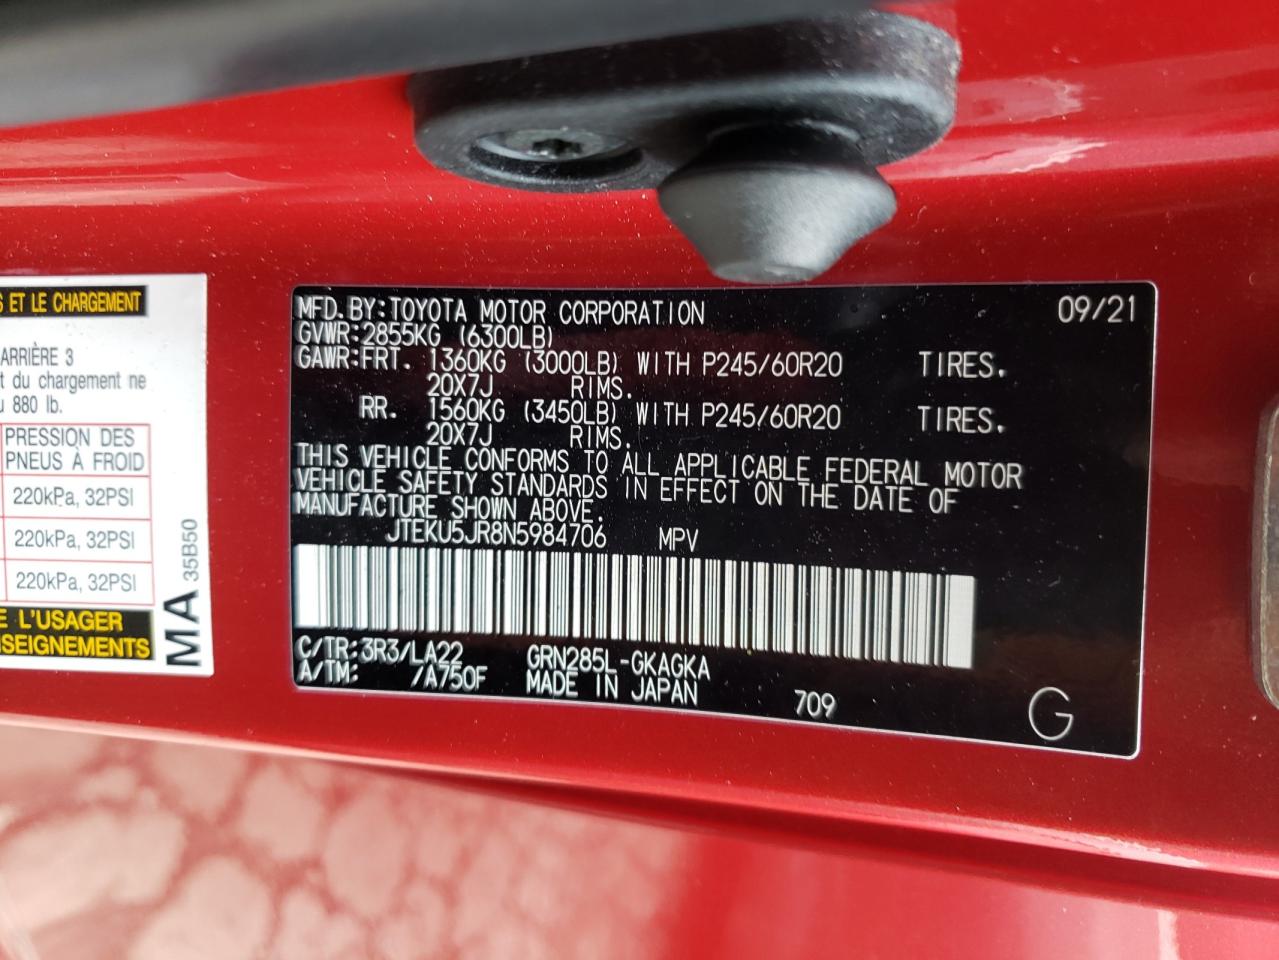 S ET LE CHARGEMENT
ARRIÈRE 3
t du chargement ne
u 880 lb.
PRESSION DES
PNEUS À FROID
220kPa, 32PSI
220kPa, 32PSI
220kPa, 32PSI
E L'USAGER
NSEIGNEMENTS
MA 35B50
MFD.BY:TOYOTA MOTOR CORPORATION 09/21
GVWR:2855KG (6300LB)
GAWR:FRT. 1360KG (3000LB) WITH P245/60R20 TIRES.
20X7J RIMS.
RR. 1560KG (3450LB) WITH P245/60R20 TIRES.
20X7J RIMS.
THIS VEHICLE CONFORMS TO ALL APPLICABLE FEDERAL MOTOR
VEHICLE SAFETY STANDARDS IN EFFECT ON THE DATE OF
MANUFACTURE SHOWN ABOVE.
JTEKU5JR8N5984706 MPV
C/TR:3R3/LA22 GRN285L-GKAGKA
A/TM: /A750F MADE IN JAPAN 709 G